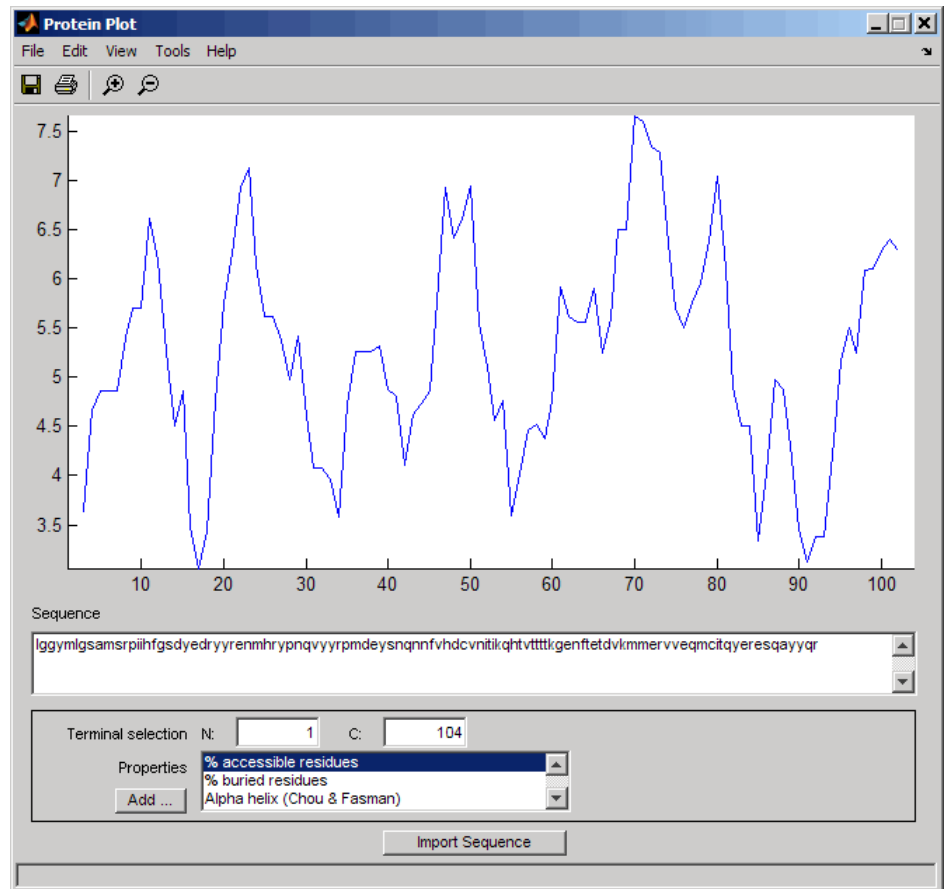 Protein Plot
File Edit View Tools Help
7.5
7
6.5
6
5.5
5
4.5
4
3.5
10 20 30 40 50 60 70 80 90 100
Sequence
lggymlgsamsrpiihfgsdyedryyrenmhrypnqvyyrpmdeysnqnnfvhdcvnitikqhtvttttkgenftetdvkmmervveqmcitqyeresqayyqr
Terminal selection N: 1 C: 104
Properties
% accessible residues
% buried residues
Add ...
Alpha helix (Chou & Fasman)
Import Sequence